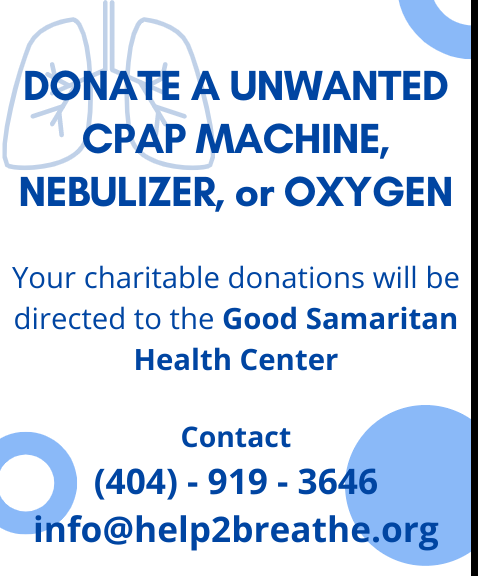 DONATE A UNWANTED
CPAP MACHINE,
NEBULIZER, or OXYGEN
Your charitable donations will be
directed to the Good Samaritan
Health Center
Contact
(404) - 919 - 3646
info@help2breathe.org